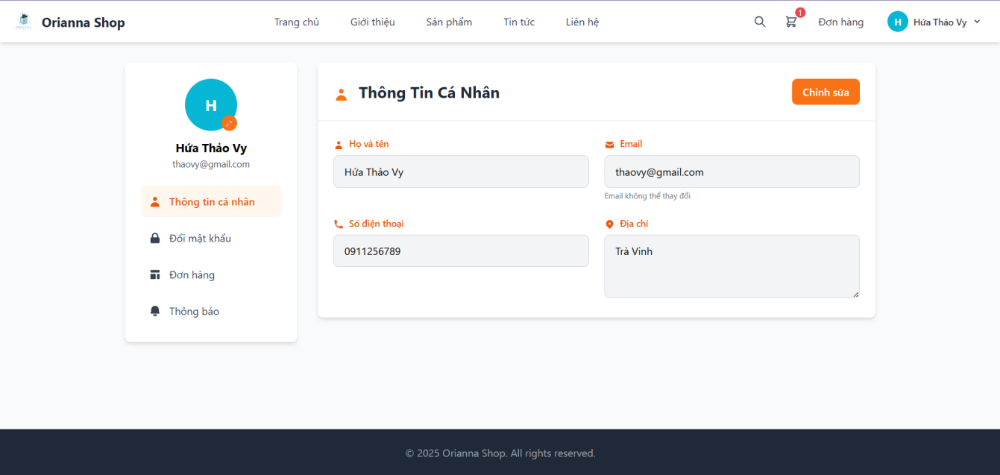 Orianna Shop
Trang chủ
Giới thiệu
Sản phẩm
Tin tức
Liên hệ
1
Đơn hàng
H
Hứa Thảo Vy
H
Hứa Thảo Vy
thaovy@gmail.com
Thông tin cá nhân
Đổi mật khẩu
Đơn hàng
Thông báo
Thông Tin Cá Nhân
Chỉnh sửa
Họ và tên
Hứa Thảo Vy
Email
thaovy@gmail.com
Email không thể thay đổi
Số điện thoại
0911256789
Địa chỉ
Trà Vinh
© 2025 Orianna Shop. All rights reserved.